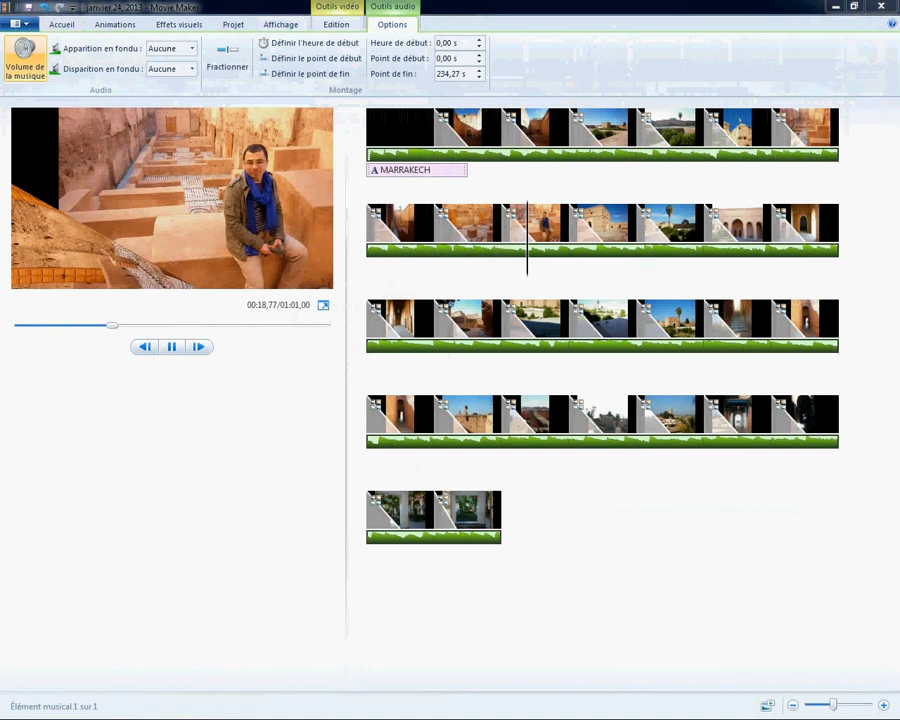 janvier 24, 2013 - Movie Maker
Outils vidéo
Outils audio
Accueil
Animations
Effets visuels
Projet
Affichage
Edition
Options
Volume de
la musique
Apparition en fondu :
Aucune
Disparition en fondu :
Aucune
Audio
Fractionner
Définir l'heure de début
Définir le point de début
Définir le point de fin
Heure de début :
0,00 s
Point de début :
0,00 s
Point de fin :
234,27 s
Montage
A MARRAKECH
00:18,77/01:01,00
Élément musical 1 sur 1